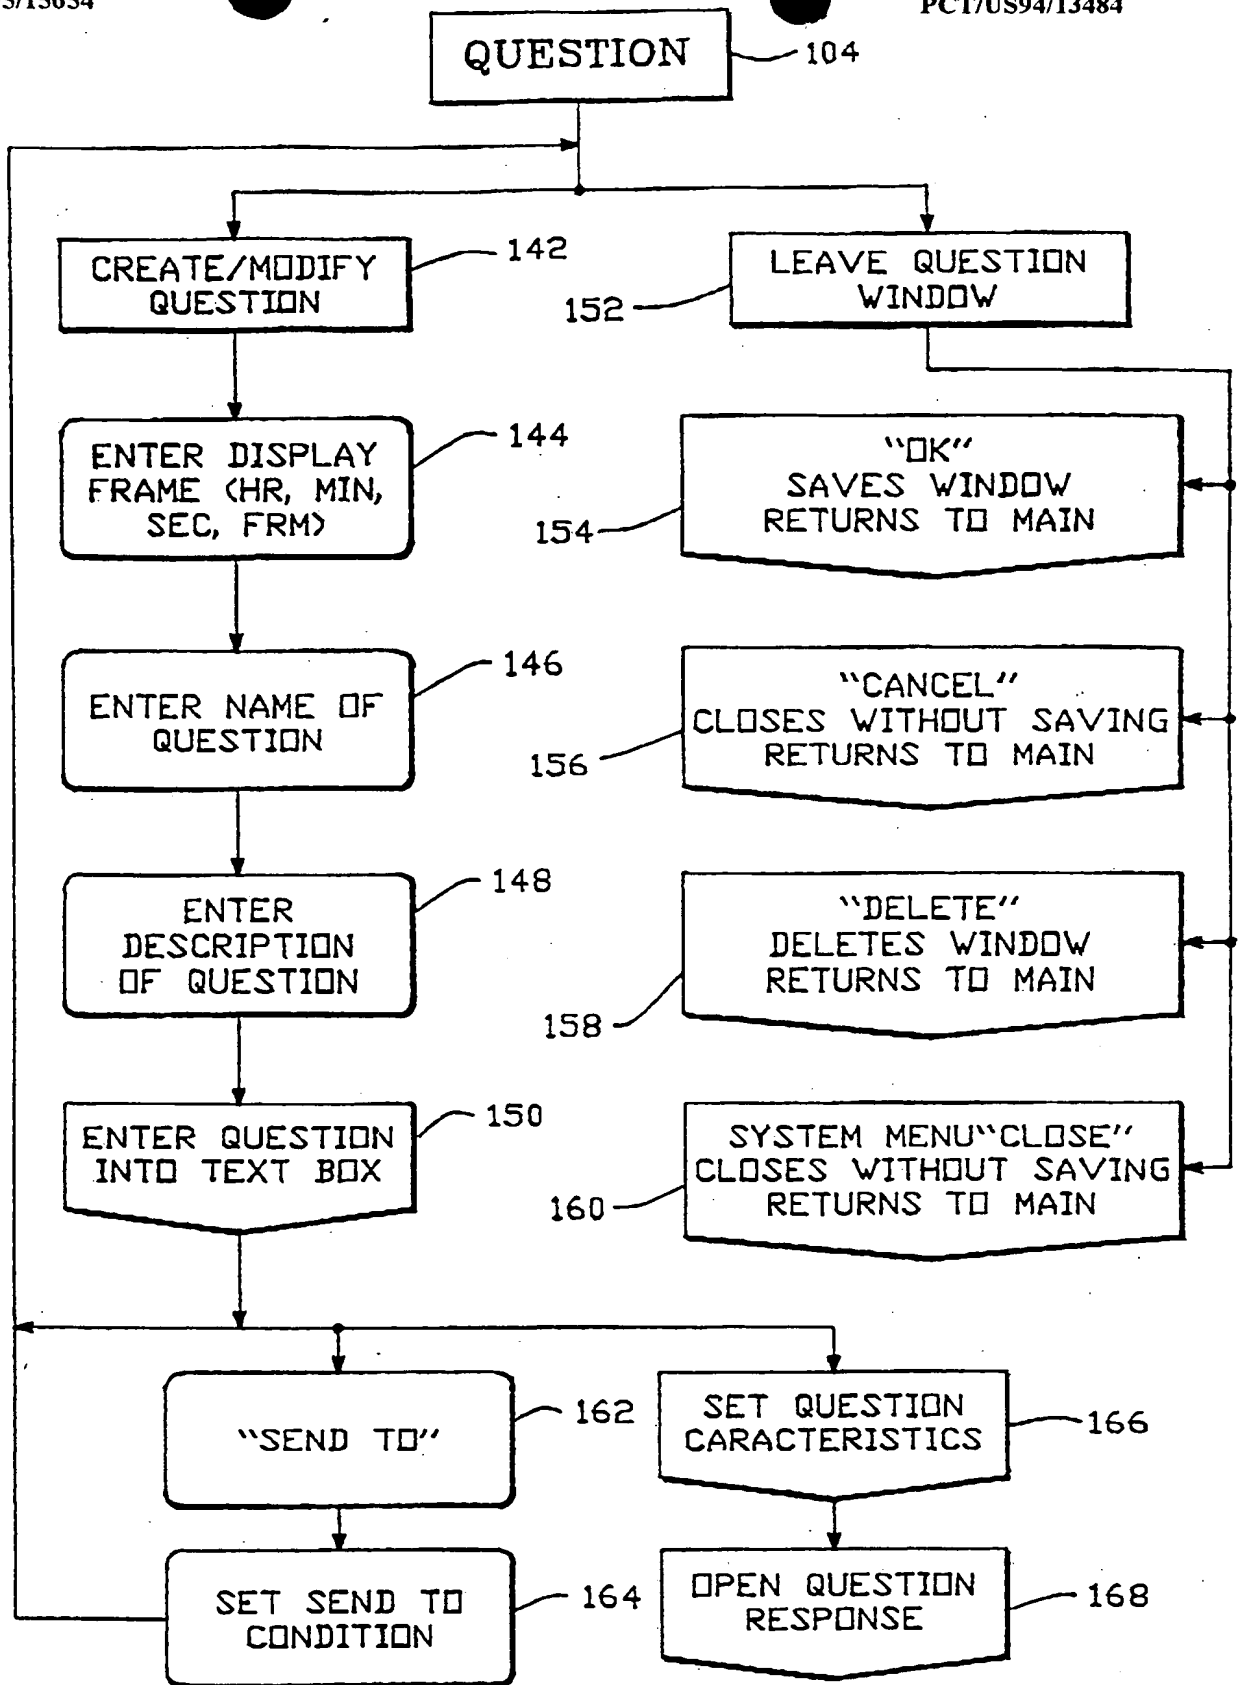 PCT/US94/13484
QUESTION
104
CREATE/MODIFY
QUESTION
142
LEAVE QUESTION
WINDOW
152
ENTER DISPLAY
FRAME (HR, MIN,
SEC, FRM)
144
"OK"
SAVES WINDOW
RETURNS TO MAIN
154
ENTER NAME OF
QUESTION
146
"CANCEL"
CLOSES WITHOUT SAVING
RETURNS TO MAIN
156
ENTER
DESCRIPTION
OF QUESTION
148
"DELETE"
DELETES WINDOW
RETURNS TO MAIN
158
ENTER QUESTION
INTO TEXT BOX
150
SYSTEM MENU"CLOSE"
CLOSES WITHOUT SAVING
RETURNS TO MAIN
160
"SEND TO"
162
SET QUESTION
CARACTERISTICS
166
SET SEND TO
CONDITION
164
OPEN QUESTION
RESPONSE
168